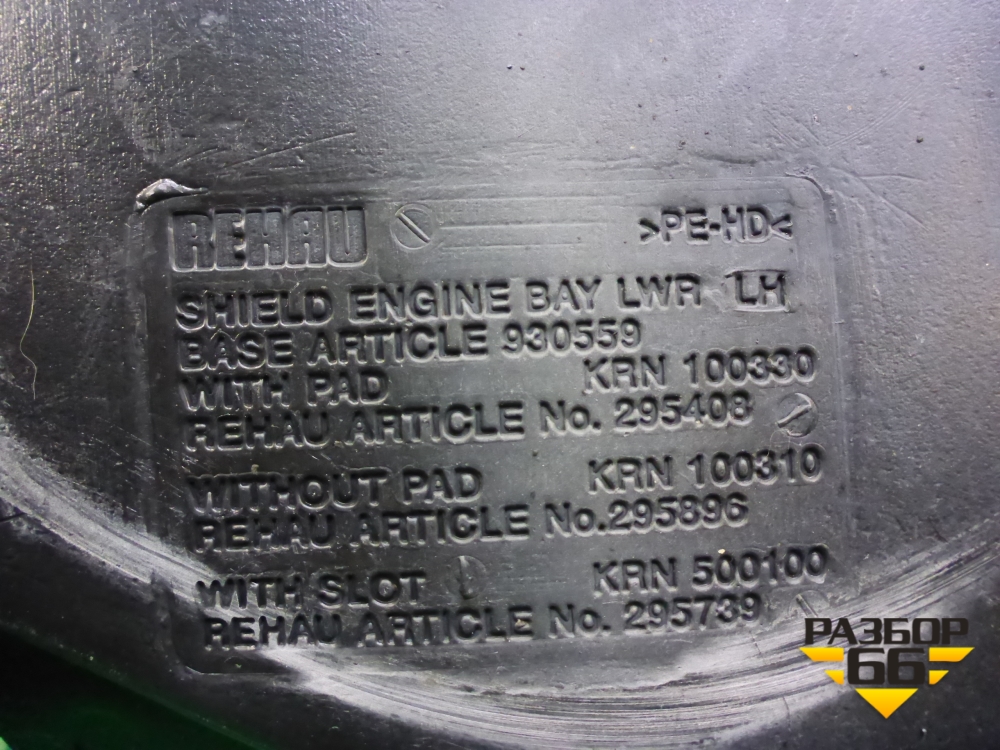 REHAU >PE-HD<
SHIELD ENGINE BAY LWR LH
BASE ARTICLE 930559
WITH PAD KRN 100330
REHAU ARTICLE No. 295408
WITHOUT PAD KRN 100310
REHAU ARTICLE No.295896
WITH SLOT KRN 500100
REHAU ARTICLE No. 295739
РАЗБОР
66